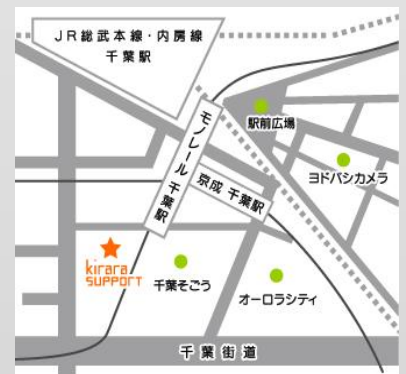 JR総武本線・内房線
千葉駅
駅前広場
モノレール 千葉駅
ヨドバシカメラ
京成 千葉駅
kirara
SUPPORT
千葉そごう
オーロラシティ
千葉街道